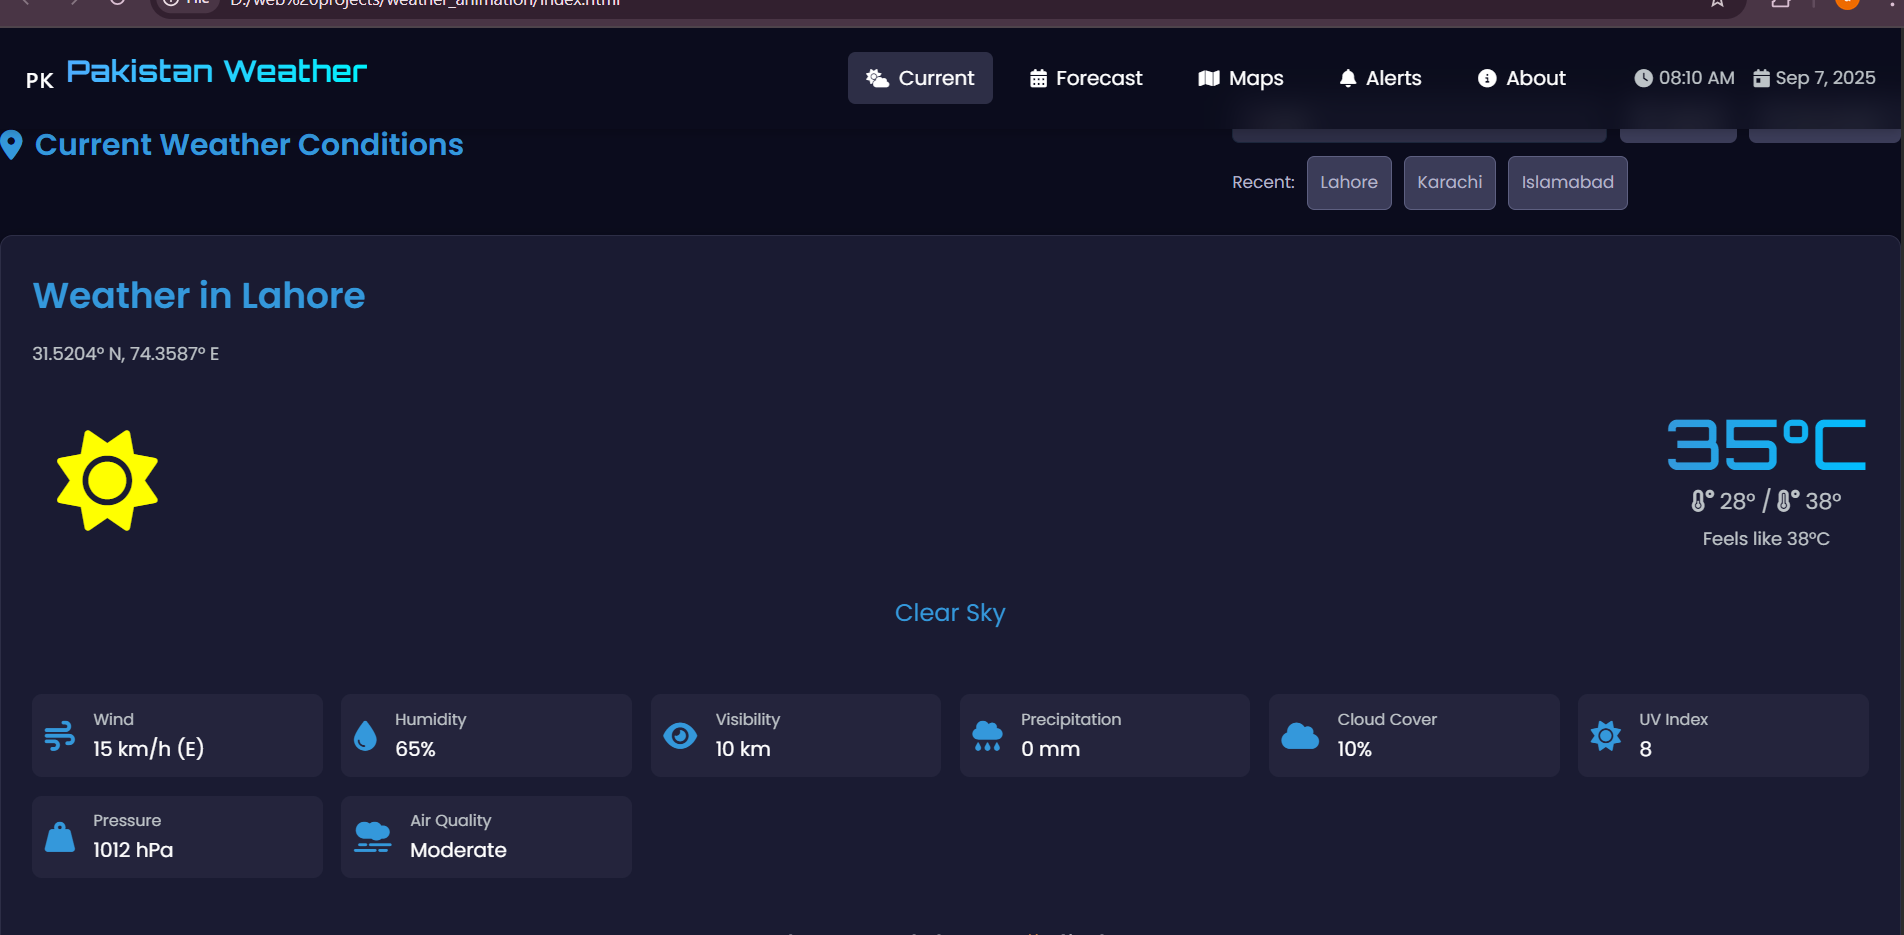 File D:/web%20projects/weather_animation/index.html
PK Pakistan Weather
Current Forecast Maps Alerts About 08:10 AM Sep 7, 2025
Current Weather Conditions
Recent: Lahore Karachi Islamabad
Weather in Lahore
31.5204° N, 74.3587° E
35°C
28° / 38°
Feels like 38°C
Clear Sky
Wind
15 km/h (E)
Humidity
65%
Visibility
10 km
Precipitation
0 mm
Cloud Cover
10%
UV Index
8
Pressure
1012 hPa
Air Quality
Moderate